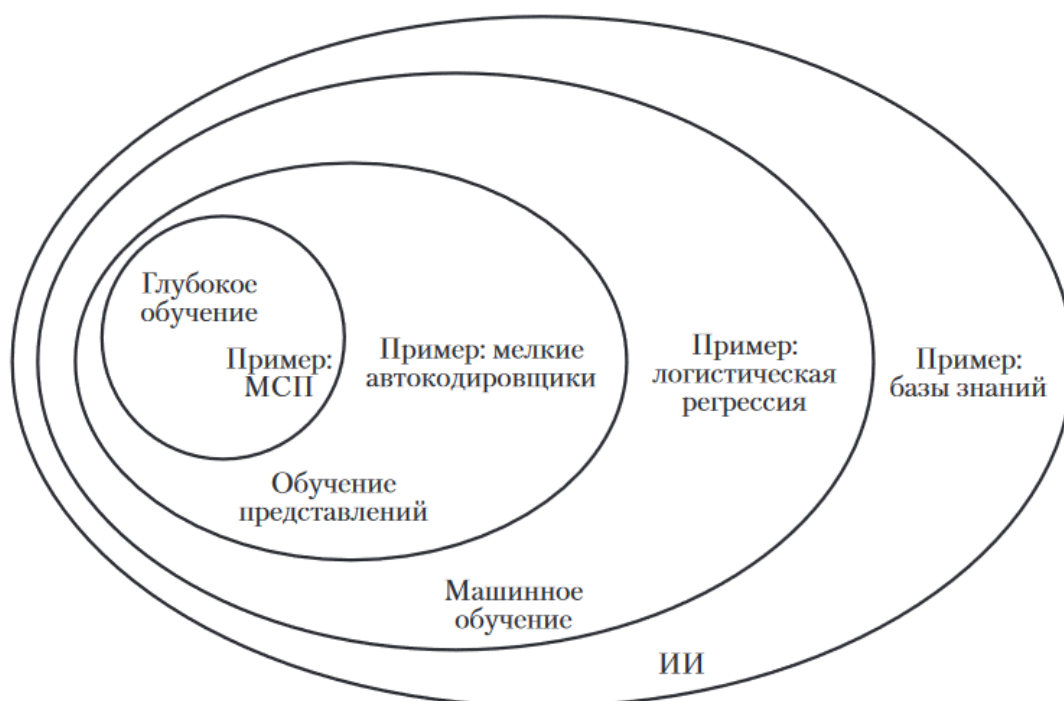 Глубокое
обучение
Пример:
МСП
Пример: мелкие
автокодировщики
Пример:
логистическая
регрессия
Пример:
базы знаний
Обучение
представлений
Машинное
обучение
ИИ